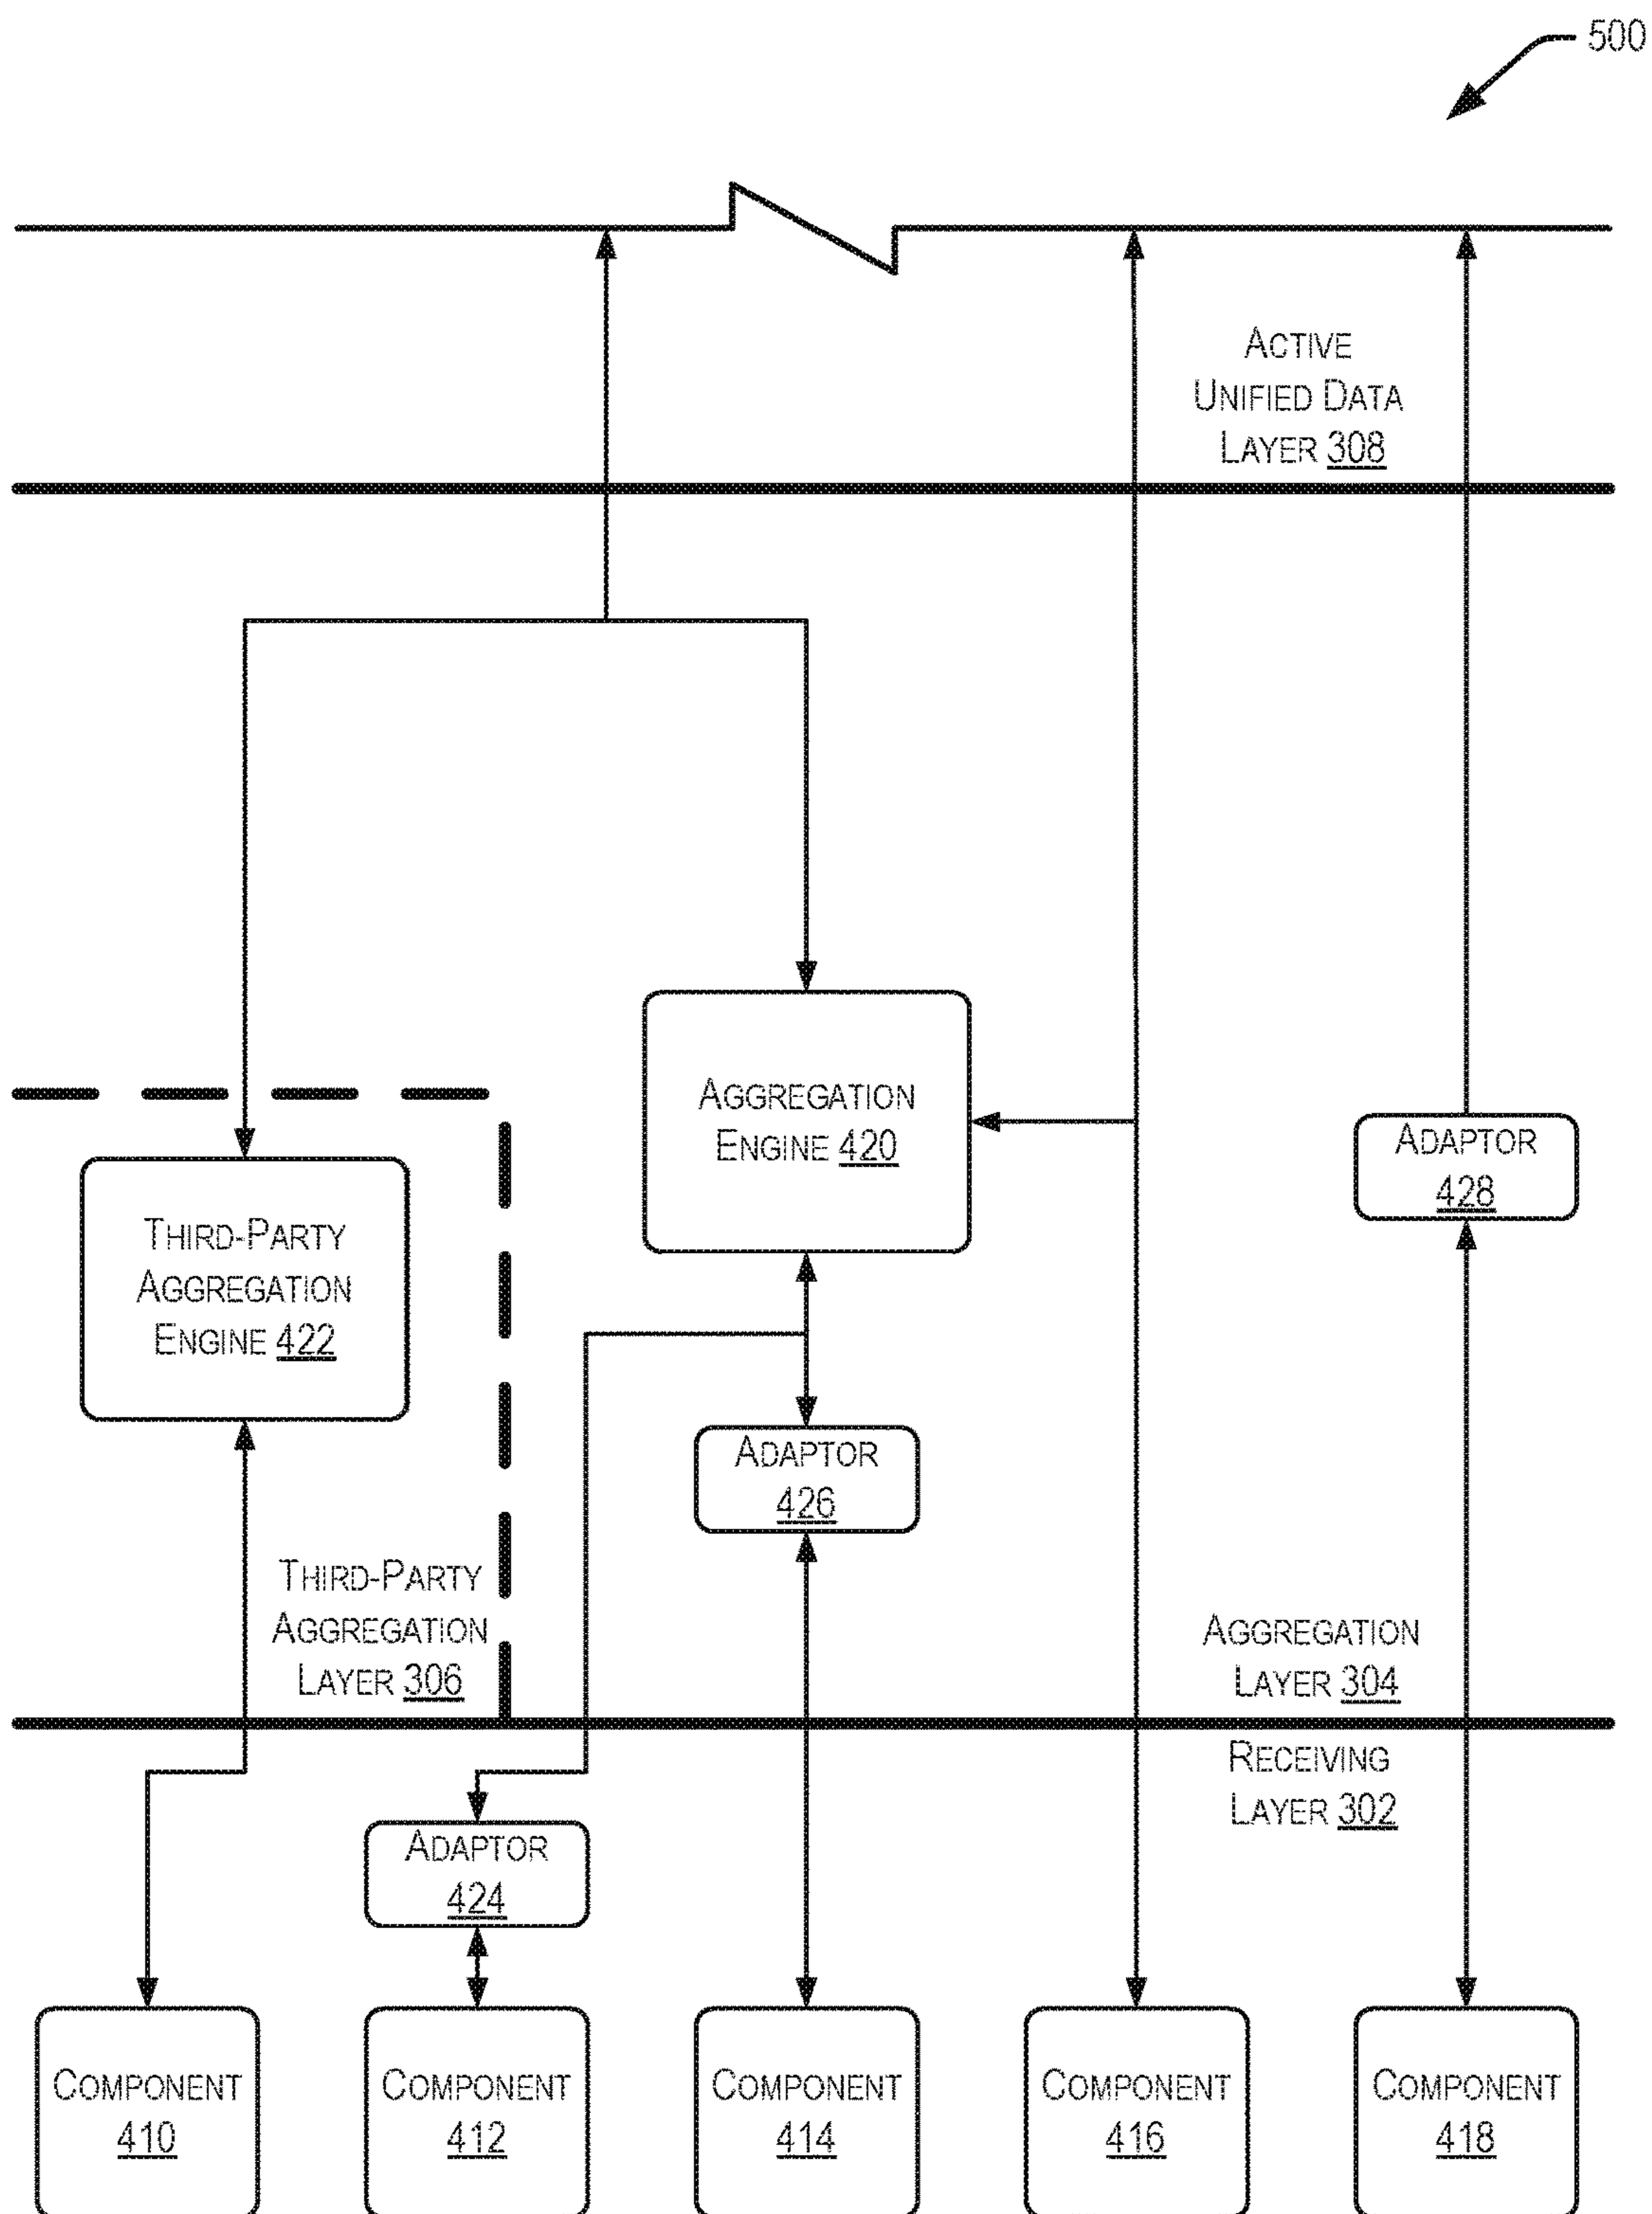 500
ACTIVE
UNIFIED DATA
LAYER 308
AGGREGATION
ENGINE 420
ADAPTOR
428
THIRD-PARTY
AGGREGATION
ENGINE 422
ADAPTOR
426
THIRD-PARTY
AGGREGATION
LAYER 306
AGGREGATION
LAYER 304
RECEIVING
LAYER 302
ADAPTOR
424
COMPONENT
410
COMPONENT
412
COMPONENT
414
COMPONENT
416
COMPONENT
418